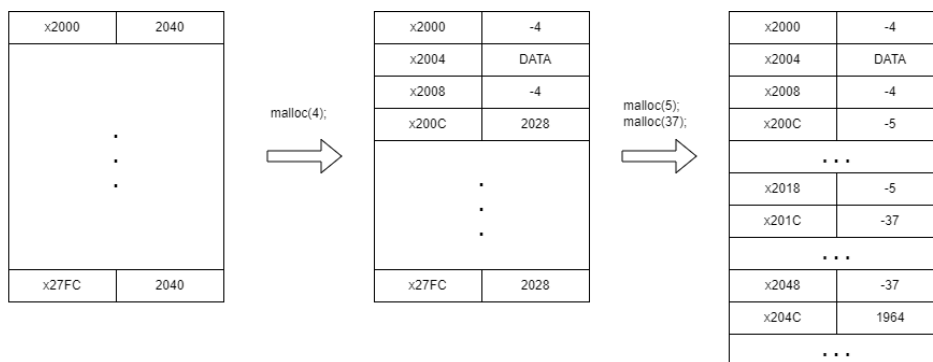 x2000 2040
.
.
.
x27FC 2040
malloc(4);
x2000 -4
x2004 DATA
x2008 -4
x200C 2028
.
.
.
x27FC 2028
malloc(5);
malloc(37);
x2000 -4
x2004 DATA
x2008 -4
x200C -5
...
x2018 -5
x201C -37
...
x2048 -37
x204C 1964
...